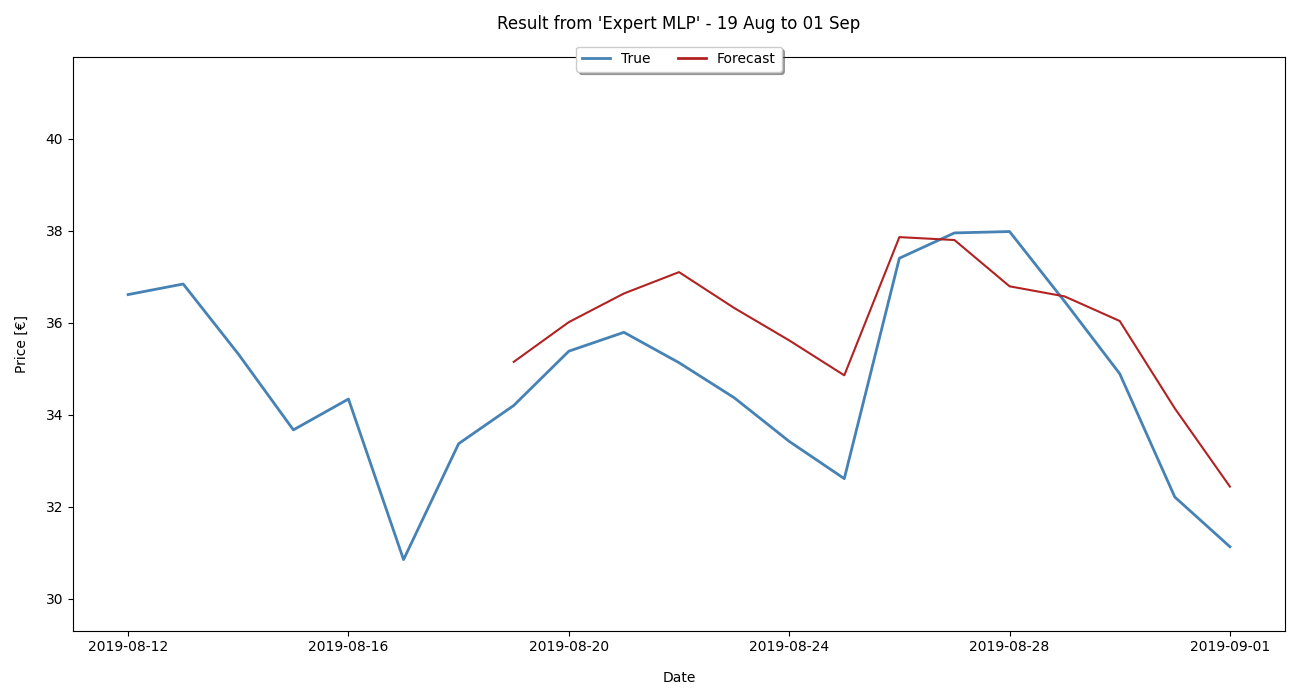 Result from 'Expert MLP' - 19 Aug to 01 Sep
True Forecast
40
38
36
34
32
30
Price [€]
2019-08-12 2019-08-16 2019-08-20 2019-08-24 2019-08-28 2019-09-01
Date